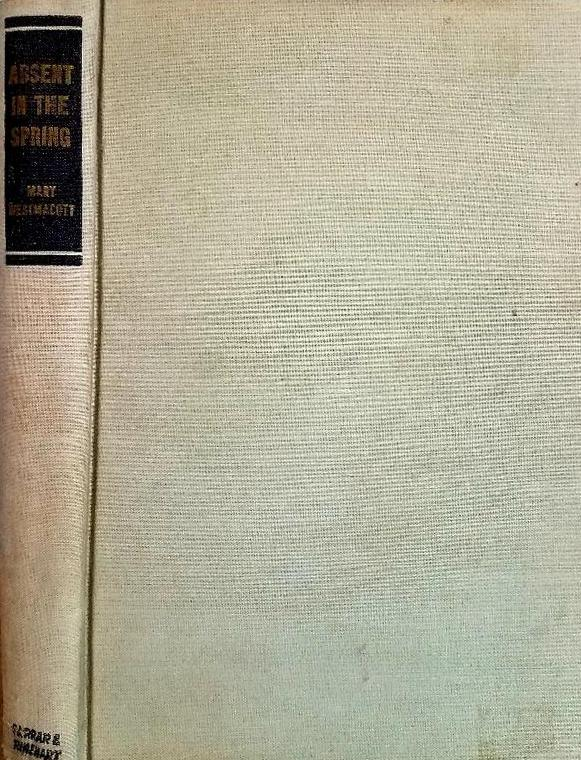 ABSENT
IN THE
SPRING
MARY
WESTMACOTT
FARRAR &
RINEHART